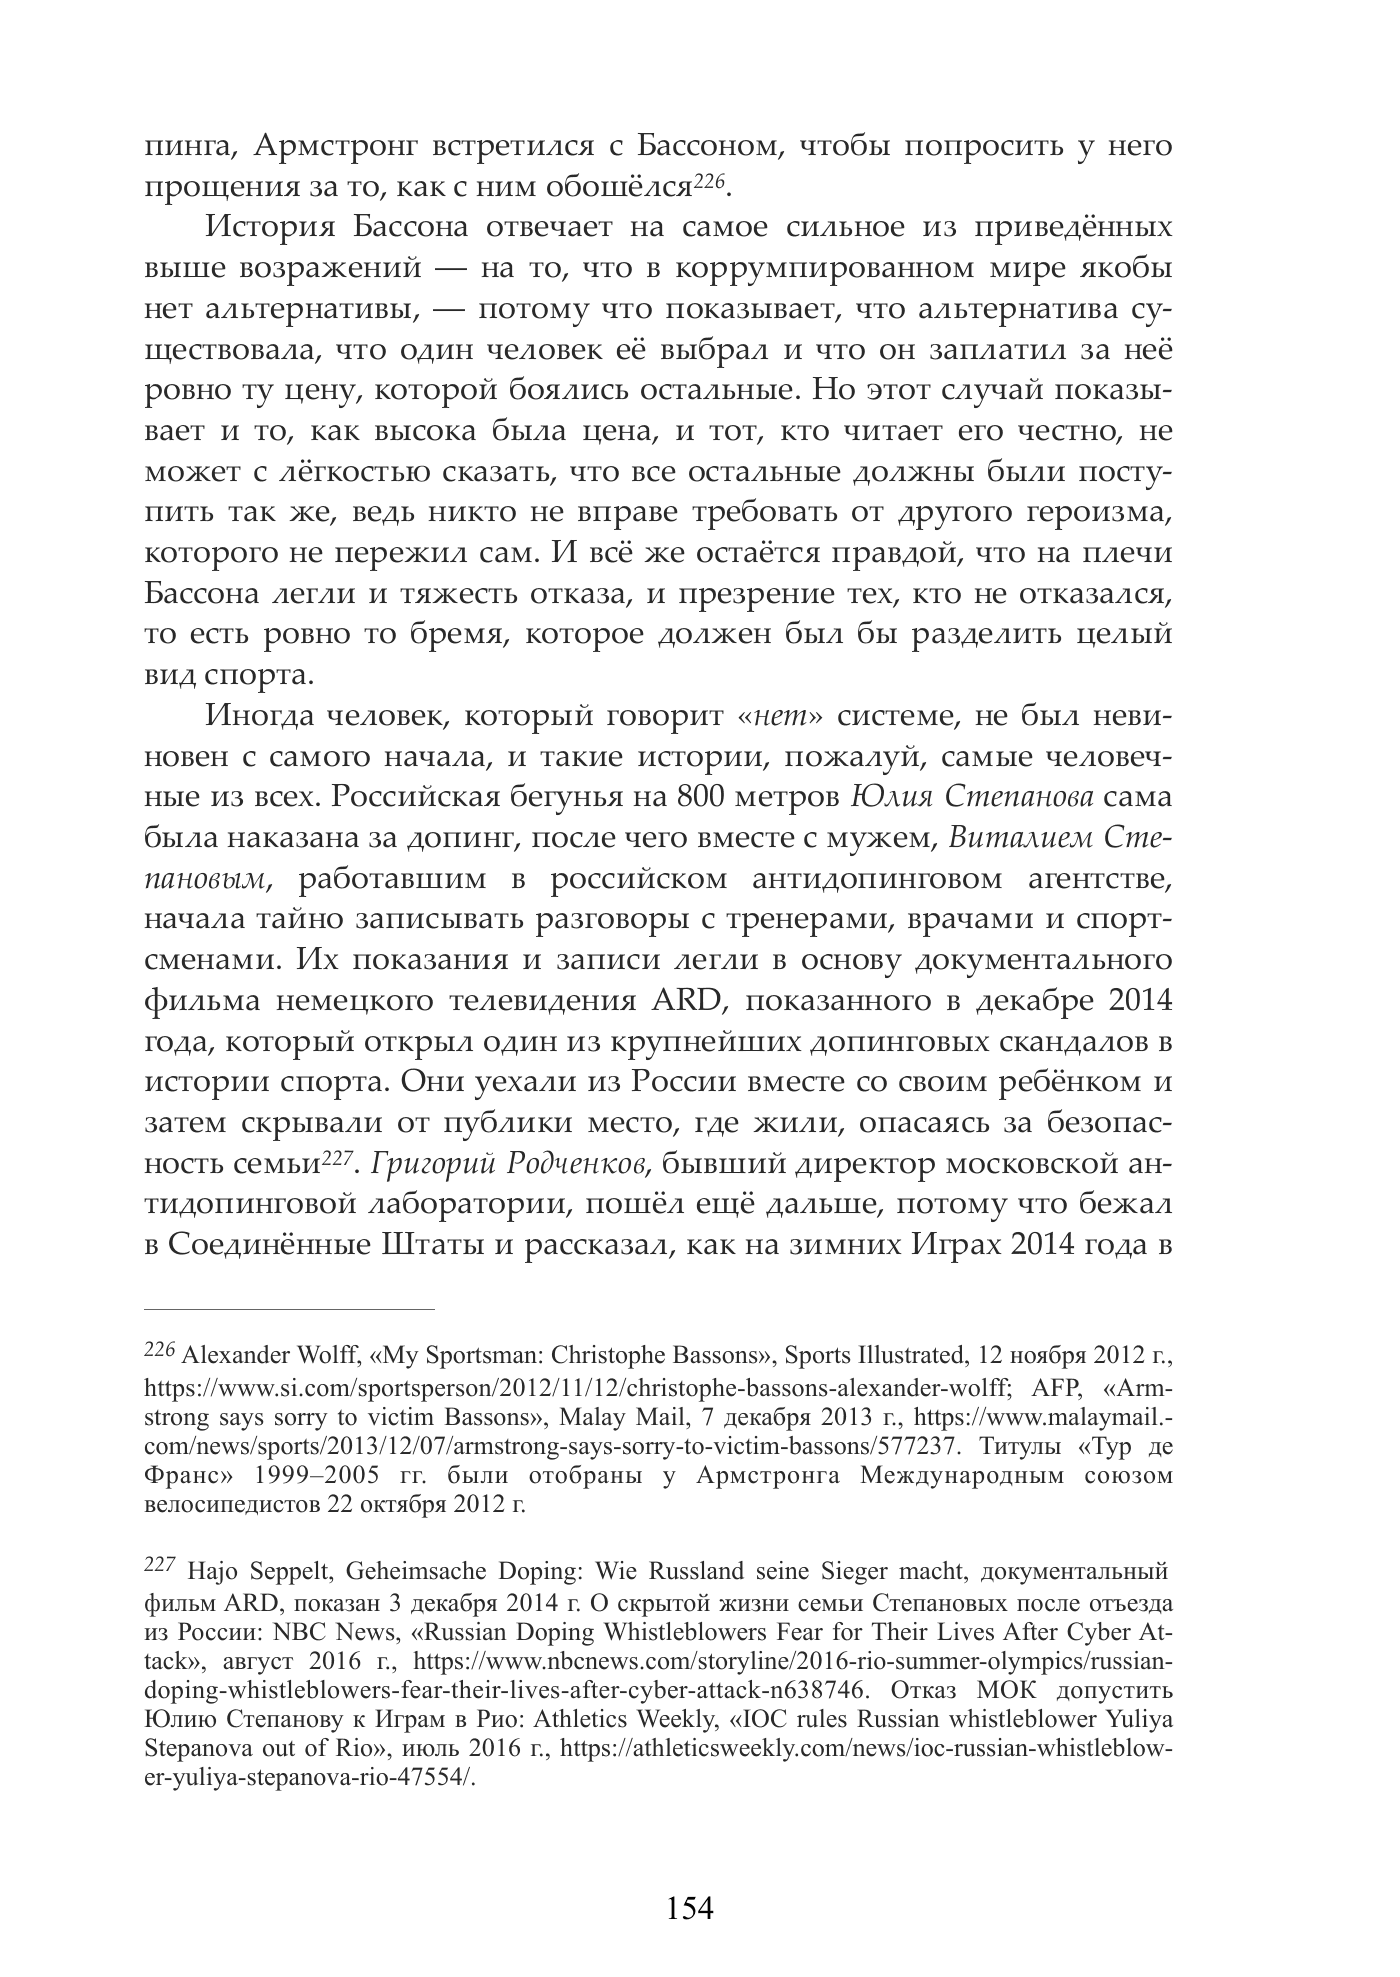 пинга, Армстронг встретился с Бассоном, чтобы попросить у него
прощения за то, как с ним обошёлся226.
История Бассона отвечает на самое сильное из приведённых
выше возражений — на то, что в коррумпированном мире якобы
нет альтернативы, — потому что показывает, что альтернатива су-
ществовала, что один человек её выбрал и что он заплатил за неё
ровно ту цену, которой боялись остальные. Но этот случай показы-
вает и то, как высока была цена, и тот, кто читает его честно, не
может с лёгкостью сказать, что все остальные должны были посту-
пить так же, ведь никто не вправе требовать от другого героизма,
которого не пережил сам. И всё же остаётся правдой, что на плечи
Бассона легли и тяжесть отказа, и презрение тех, кто не отказался,
то есть ровно то бремя, которое должен был бы разделить целый
вид спорта.
Иногда человек, который говорит «нет» системе, не был неви-
новен с самого начала, и такие истории, пожалуй, самые человеч-
ные из всех. Российская бегунья на 800 метров Юлия Степанова сама
была наказана за допинг, после чего вместе с мужем, Виталием Сте-
пановым, работавшим в российском антидопинговом агентстве,
начала тайно записывать разговоры с тренерами, врачами и спорт-
сменами. Их показания и записи легли в основу документального
фильма немецкого телевидения ARD, показанного в декабре 2014
года, который открыл один из крупнейших допинговых скандалов в
истории спорта. Они уехали из России вместе со своим ребёнком и
затем скрывали от публики место, где жили, опасаясь за безопас-
ность семьи227. Григорий Родченков, бывший директор московской ан-
тидопинговой лаборатории, пошёл ещё дальше, потому что бежал
в Соединённые Штаты и рассказал, как на зимних Играх 2014 года в
226 Alexander Wolff, «My Sportsman: Christophe Bassons», Sports Illustrated, 12 ноября 2012 г.,
https://www.si.com/sportsperson/2012/11/12/christophe-bassons-alexander-wolff; AFP, «Arm-
strong says sorry to victim Bassons», Malay Mail, 7 декабря 2013 г., https://www.malaymail.-
com/news/sports/2013/12/07/armstrong-says-sorry-to-victim-bassons/577237. Титулы «Тур де
Франс» 1999–2005 гг. были отобраны у Армстронга Международным союзом
велосипедистов 22 октября 2012 г.
227 Hajo Seppelt, Geheimsache Doping: Wie Russland seine Sieger macht, документальный
фильм ARD, показан 3 декабря 2014 г. О скрытой жизни семьи Степановых после отъезда
из России: NBC News, «Russian Doping Whistleblowers Fear for Their Lives After Cyber At-
tack», август 2016 г., https://www.nbcnews.com/storyline/2016-rio-summer-olympics/russian-
doping-whistleblowers-fear-their-lives-after-cyber-attack-n638746. Отказ МОК допустить
Юлию Степанову к Играм в Рио: Athletics Weekly, «IOC rules Russian whistleblower Yuliya
Stepanova out of Rio», июль 2016 г., https://athleticsweekly.com/news/ioc-russian-whistleblow-
er-yuliya-stepanova-rio-47554/.
154